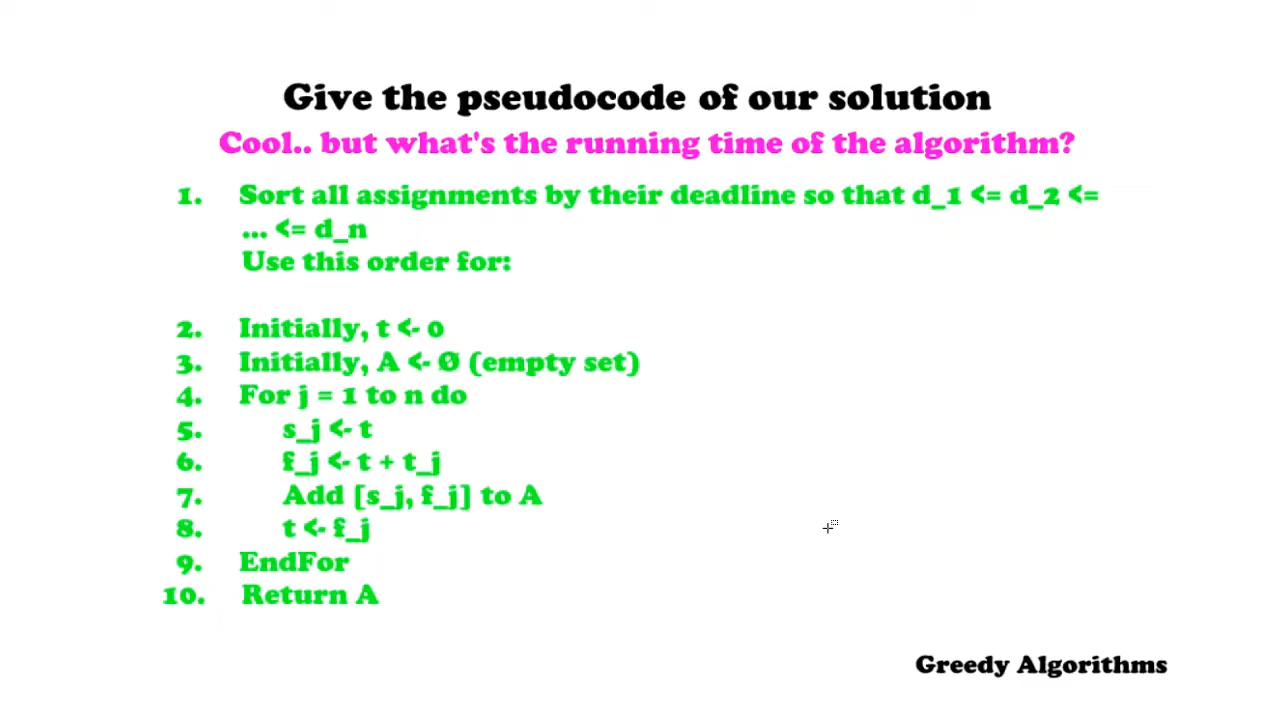 Give the pseudocode of our solution
Cool.. but what's the running time of the algorithm?
1. Sort all assignments by their deadline so that d_1 <= d_2 <=
... <= d_n
Use this order for:
2. Initially, t <- 0
3. Initially, A <- Ø (empty set)
4. For j = 1 to n do
5. s_j <- t
6. f_j <- t + t_j
7. Add [s_j, f_j] to A
8. t <- f_j
9. EndFor
10. Return A
Greedy Algorithms